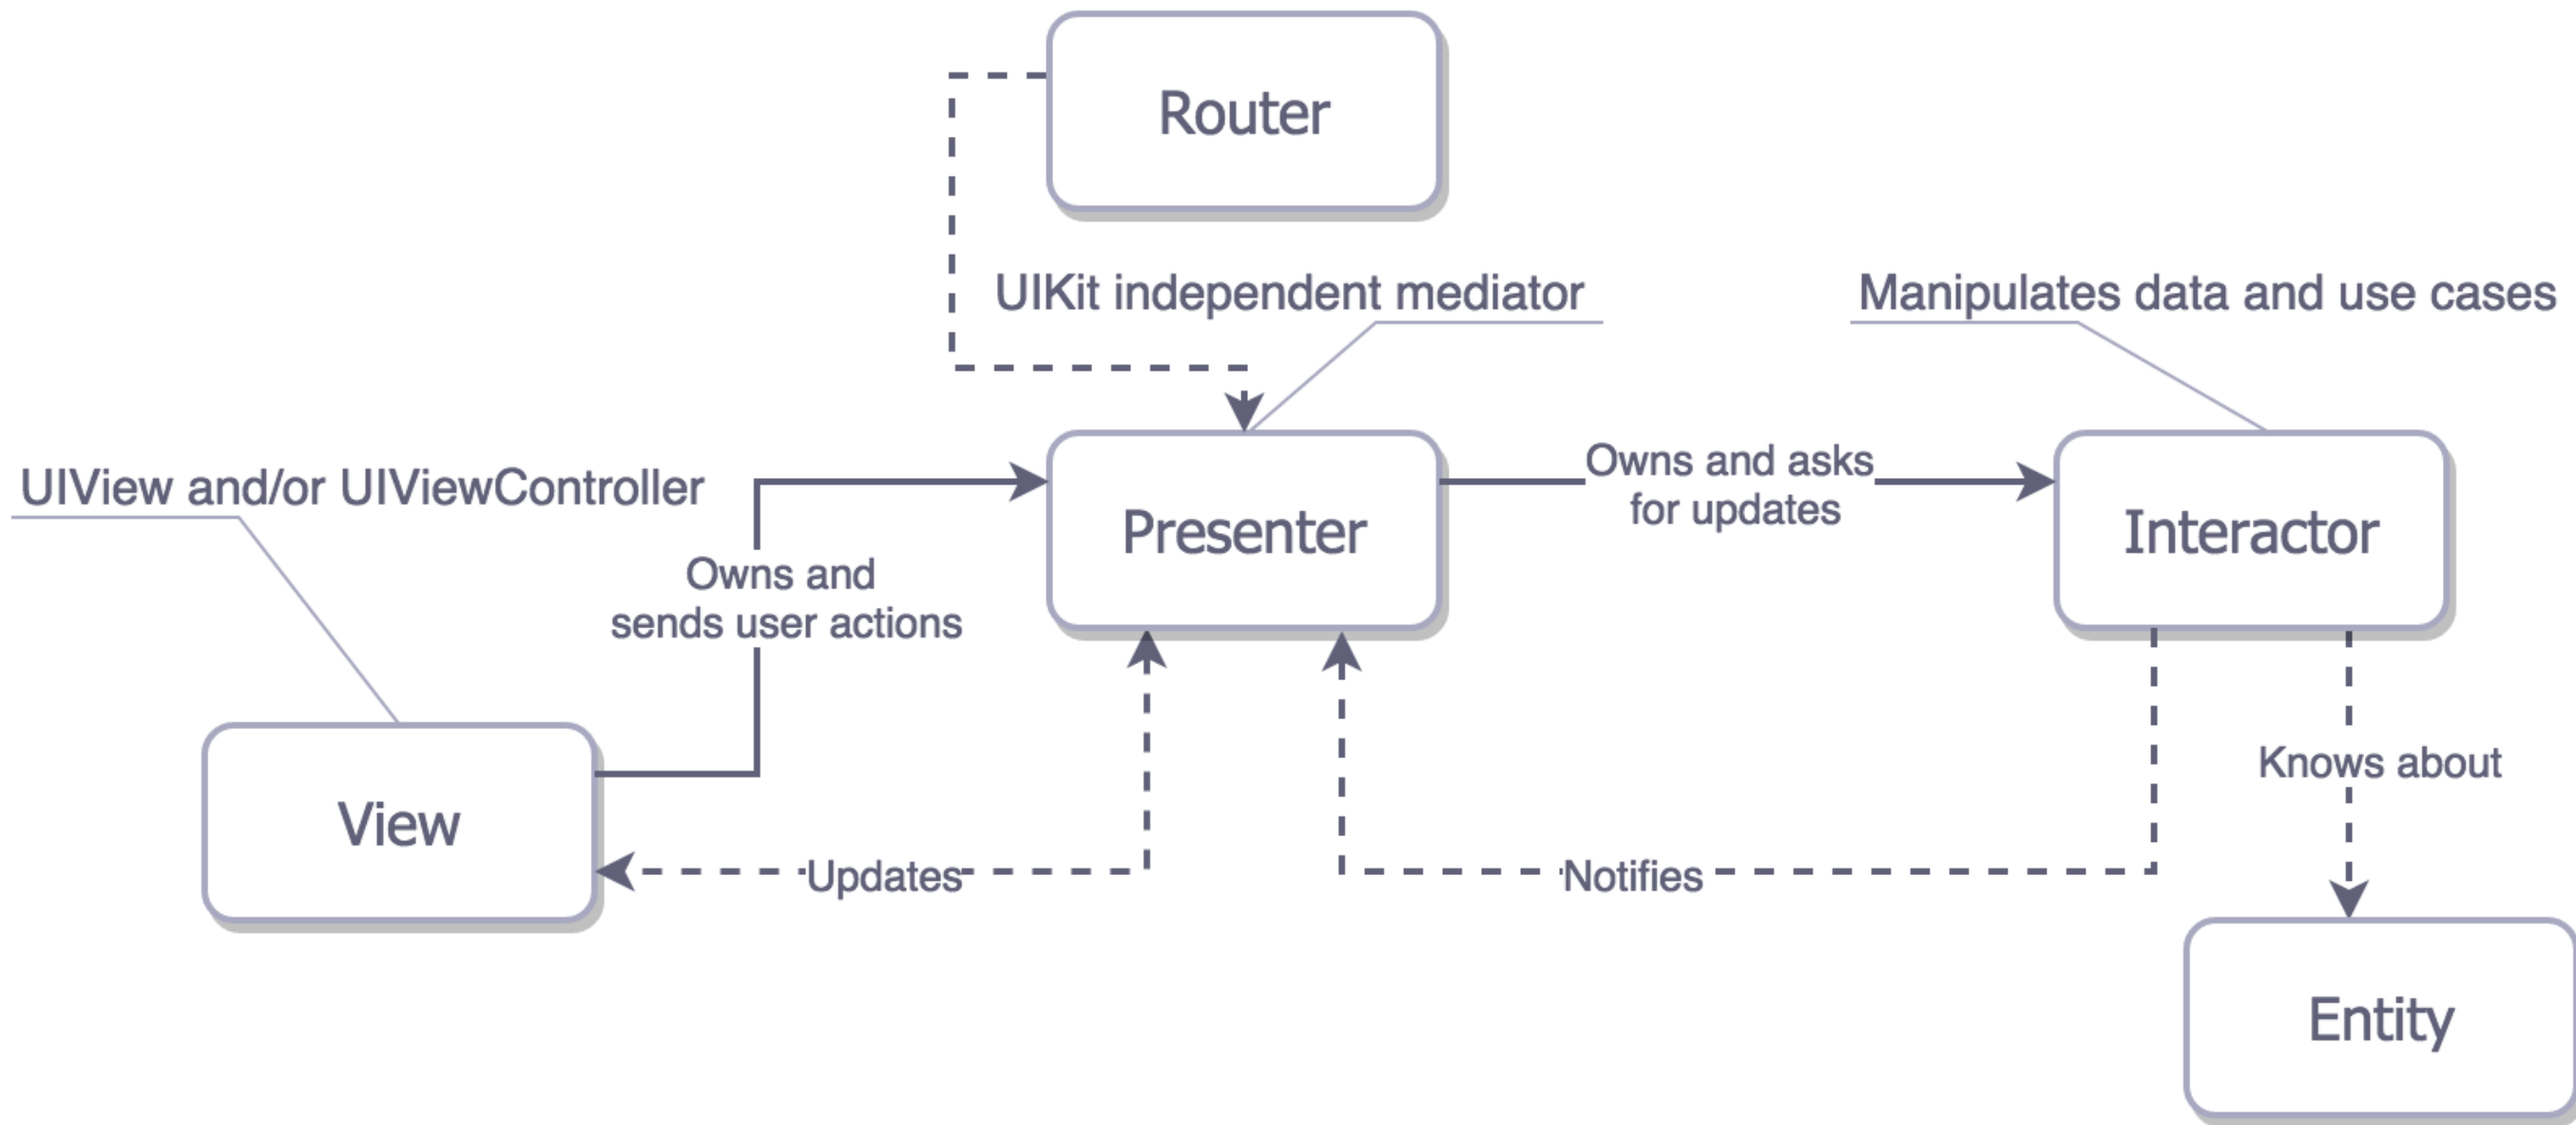 Router
UIKit independent mediator
Manipulates data and use cases
UIView and/or UIViewController
Owns and
sends user actions
Presenter
Owns and asks
for updates
Interactor
View
Updates
Notifies
Knows about
Entity